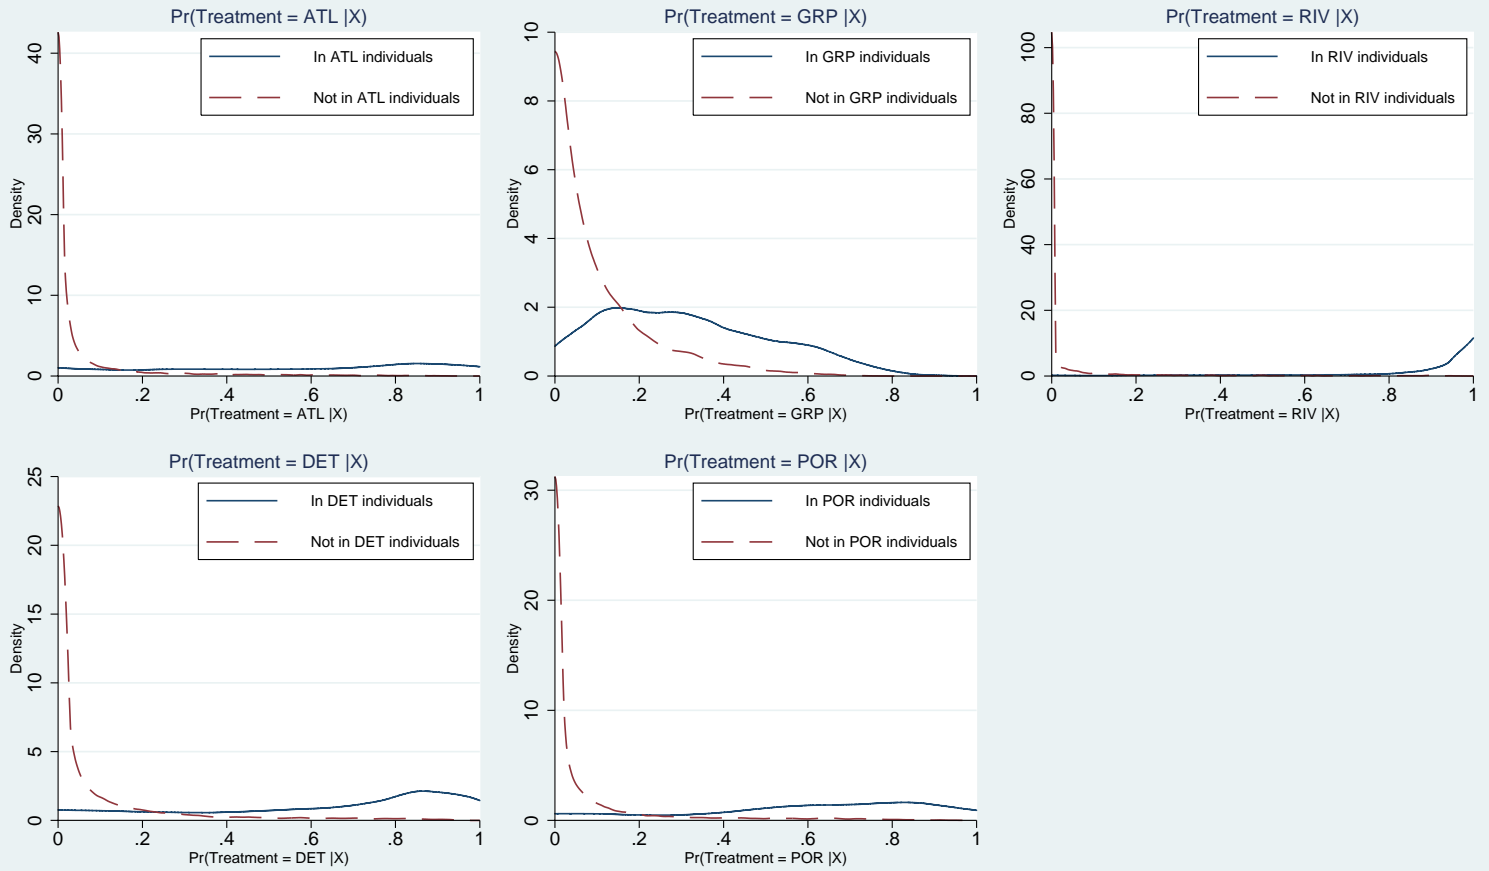 Pr(Treatment = ATL |X)
In ATL individuals
Not in ATL individuals
Density
0
10
20
30
40
0
.2
.4
.6
.8
1
Pr(Treatment = ATL |X)
Pr(Treatment = GRP |X)
In GRP individuals
Not in GRP individuals
Density
0
2
4
6
8
10
0
.2
.4
.6
.8
1
Pr(Treatment = GRP |X)
Pr(Treatment = RIV |X)
In RIV individuals
Not in RIV individuals
Density
0
20
40
60
80
100
0
.2
.4
.6
.8
1
Pr(Treatment = RIV |X)
Pr(Treatment = DET |X)
In DET individuals
Not in DET individuals
Density
0
5
10
15
20
25
0
.2
.4
.6
.8
1
Pr(Treatment = DET |X)
Pr(Treatment = POR |X)
In POR individuals
Not in POR individuals
Density
0
10
20
30
0
.2
.4
.6
.8
1
Pr(Treatment = POR |X)